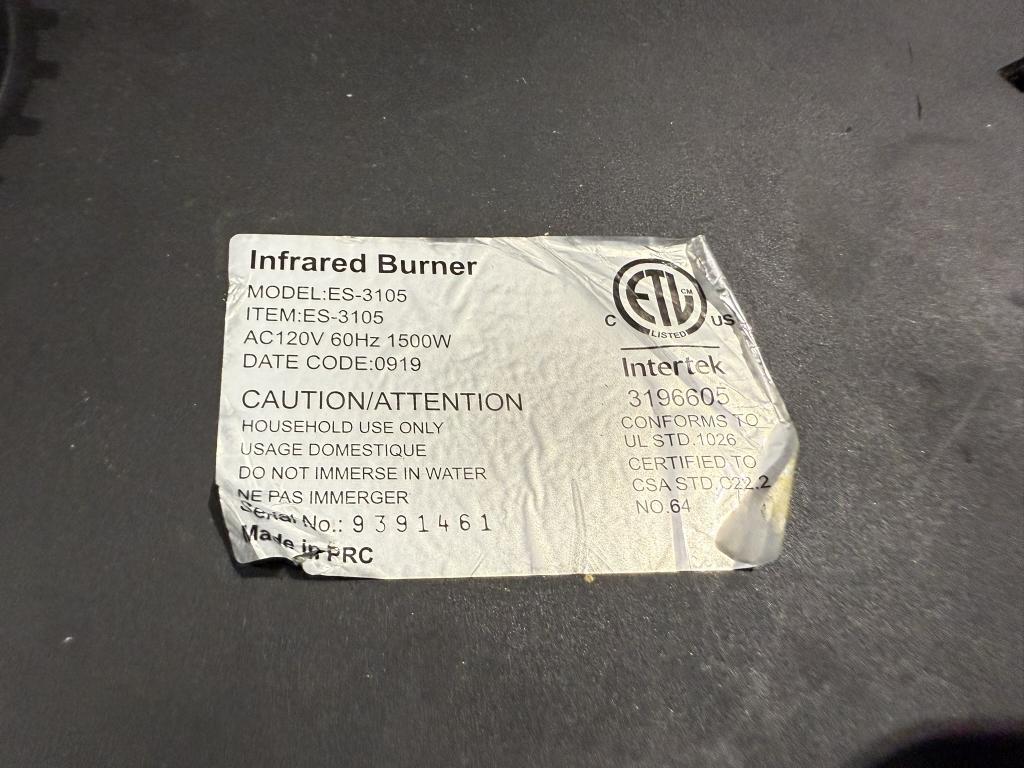 Infrared Burner
MODEL:ES-3105
ITEM:ES-3105
AC120V 60Hz 1500W
DATE CODE:0919
CAUTION/ATTENTION
HOUSEHOLD USE ONLY
USAGE DOMESTIQUE
DO NOT IMMERSE IN WATER
NE PAS IMMERGER
Serial No.: 9391461
Made in PRC
ETL CM
C LISTED US
Intertek
3196605
CONFORMS TO
UL STD.1026
CERTIFIED TO
CSA STD.C22.2
NO.64